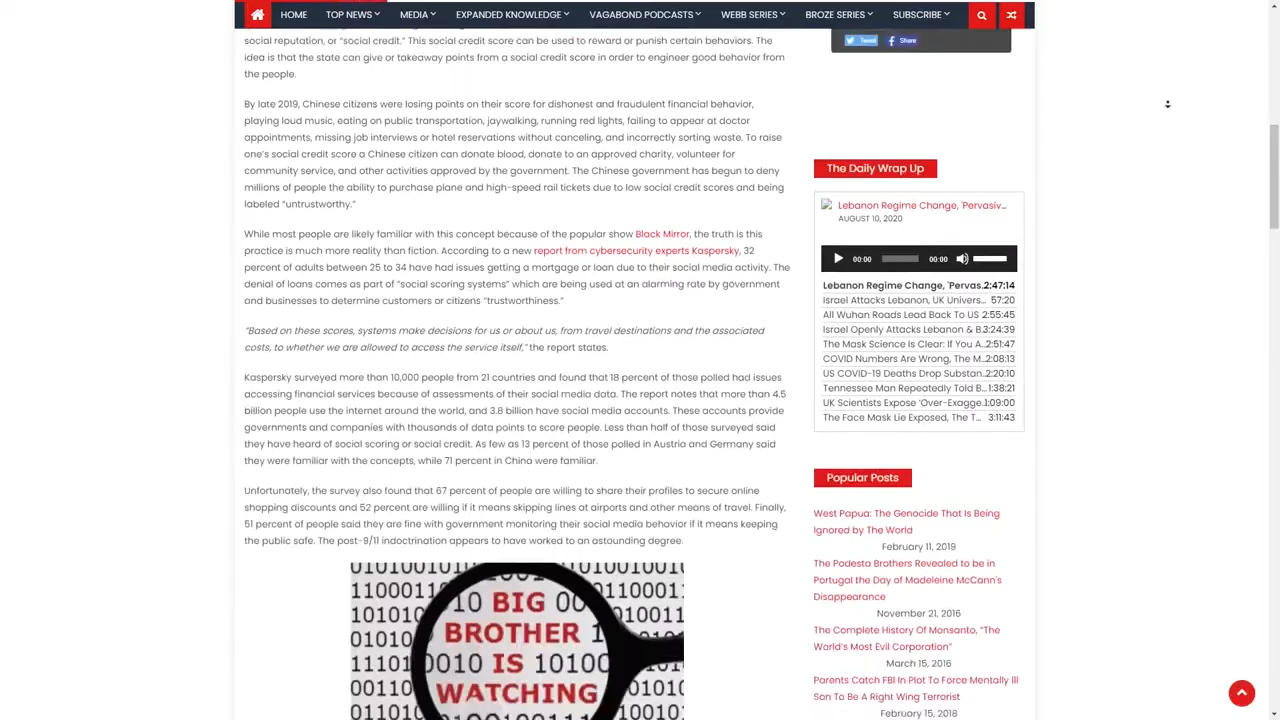 HOME TOP NEWS MEDIA EXPANDED KNOWLEDGE VAGABOND PODCASTS WEBB SERIES BROZE SERIES SUBSCRIBE
social reputation, or “social credit.” This social credit score can be used to reward or punish certain behaviors. The
idea is that the state can give or takeaway points from a social credit score in order to engineer good behavior from
the people.
By late 2019, Chinese citizens were losing points on their score for dishonest and fraudulent financial behavior,
playing loud music, eating on public transportation, jaywalking, running red lights, failing to appear at doctor
appointments, missing job interviews or hotel reservations without canceling, and incorrectly sorting waste. To raise
one’s social credit score a Chinese citizen can donate blood, donate to an approved charity, volunteer for
community service, and other activities approved by the government. The Chinese government has begun to deny
millions of people the ability to purchase plane and high-speed rail tickets due to low social credit scores and being
labeled “untrustworthy.”
While most people are likely familiar with this concept because of the popular show Black Mirror, the truth is this
practice is much more reality than fiction. According to a new report from cybersecurity experts Kaspersky, 32
percent of adults between 25 to 34 have had issues getting a mortgage or loan due to their social media activity. The
denial of loans comes as part of “social scoring systems” which are being used at an alarming rate by government
and businesses to determine customers or citizens “trustworthiness.”
“Based on these scores, systems make decisions for us or about us, from travel destinations and the associated
costs, to whether we are allowed to access the service itself,” the report states.
Kaspersky surveyed more than 10,000 people from 21 countries and found that 18 percent of those polled had issues
accessing financial services because of assessments of their social media data. The report notes that more than 4.5
billion people use the internet around the world, and 3.8 billion have social media accounts. These accounts provide
governments and companies with thousands of data points to score people. Less than half of those surveyed said
they have heard of social scoring or social credit. As few as 13 percent of those polled in Austria and Germany said
they were familiar with the concepts, while 71 percent in China were familiar.
Unfortunately, the survey also found that 67 percent of people are willing to share their profiles to secure online
shopping discounts and 52 percent are willing if it means skipping lines at airports and other means of travel. Finally,
51 percent of people said they are fine with government monitoring their social media behavior if it means keeping
the public safe. The post-9/11 indoctrination appears to have worked to an astounding degree.
BIG
BROTHER
IS
WATCHING
Tweet Share
The Daily Wrap Up
Lebanon Regime Change, 'Pervasiv...
AUGUST 10, 2020
00:00 00:00
Lebanon Regime Change, 'Pervas... 2:47:14
Israel Attacks Lebanon, UK Univers... 57:20
All Wuhan Roads Lead Back To US 2:55:45
Israel Openly Attacks Lebanon & B... 3:24:39
The Mask Science Is Clear: If You A... 2:51:47
COVID Numbers Are Wrong, The M... 2:08:13
US COVID-19 Deaths Drop Substan... 2:20:10
Tennessee Man Repeatedly Told B... 1:38:21
UK Scientists Expose 'Over-Exagge... 1:09:00
The Face Mask Lie Exposed, The T... 3:11:43
Popular Posts
West Papua: The Genocide That Is Being
Ignored by The World
February 11, 2019
The Podesta Brothers Revealed to be in
Portugal the Day of Madeleine McCann's
Disappearance
November 21, 2016
The Complete History Of Monsanto, “The
World’s Most Evil Corporation”
March 15, 2016
Parents Catch FBI In Plot To Force Mentally Ill
Son To Be A Right Wing Terrorist
February 15, 2018